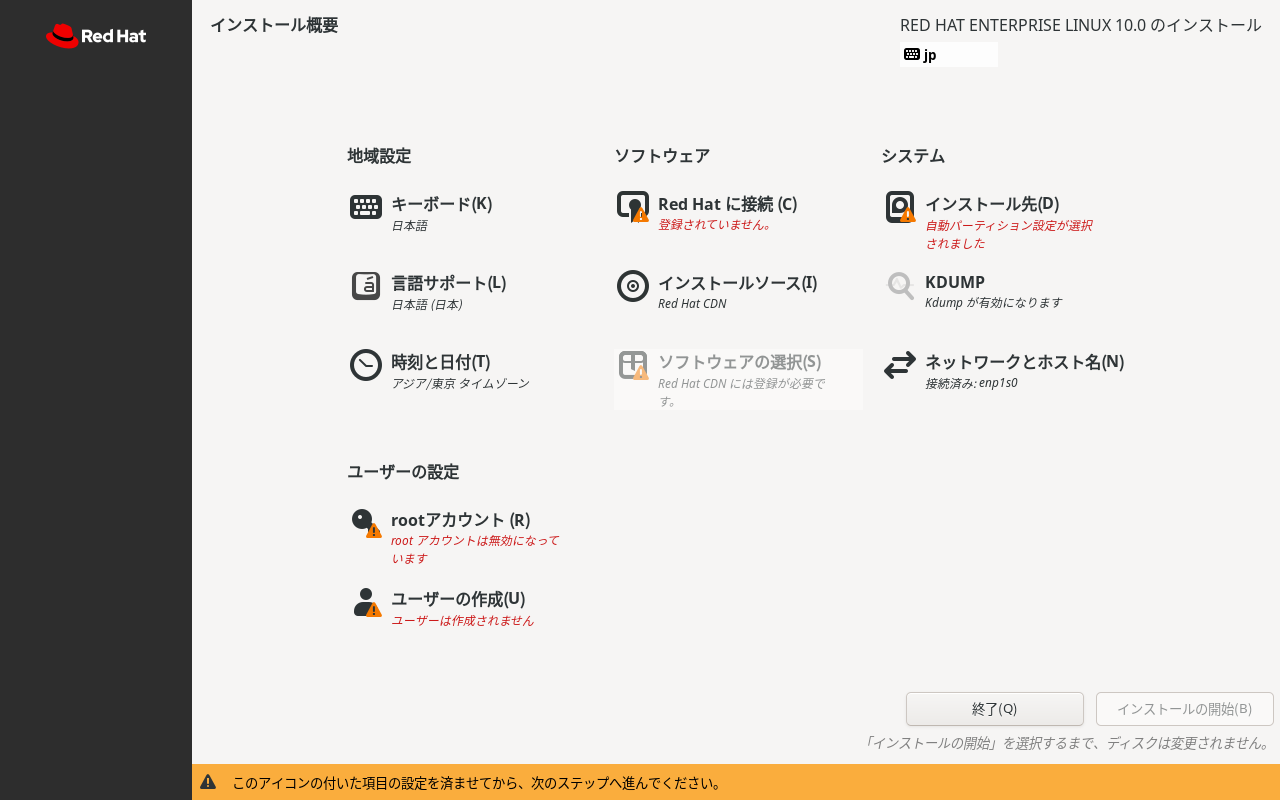 Red Hat
インストール概要
RED HAT ENTERPRISE LINUX 10.0 のインストール
jp
地域設定
キーボード(K)
日本語
言語サポート(L)
日本語 (日本)
時刻と日付(T)
アジア/東京 タイムゾーン
ソフトウェア
Red Hat に接続 (C)
登録されていません。
インストールソース(I)
Red Hat CDN
ソフトウェアの選択(S)
Red Hat CDN には登録が必要で
す。
システム
インストール先(D)
自動パーティション設定が選択
されました
KDUMP
Kdump が有効になります
ネットワークとホスト名(N)
接続済み: enp1s0
ユーザーの設定
rootアカウント (R)
root アカウントは無効になって
います
ユーザーの作成(U)
ユーザーは作成されません
終了(Q)
インストールの開始(B)
「インストールの開始」を選択するまで、ディスクは変更されません。
このアイコンの付いた項目の設定を済ませてから、次のステップへ進んでください。